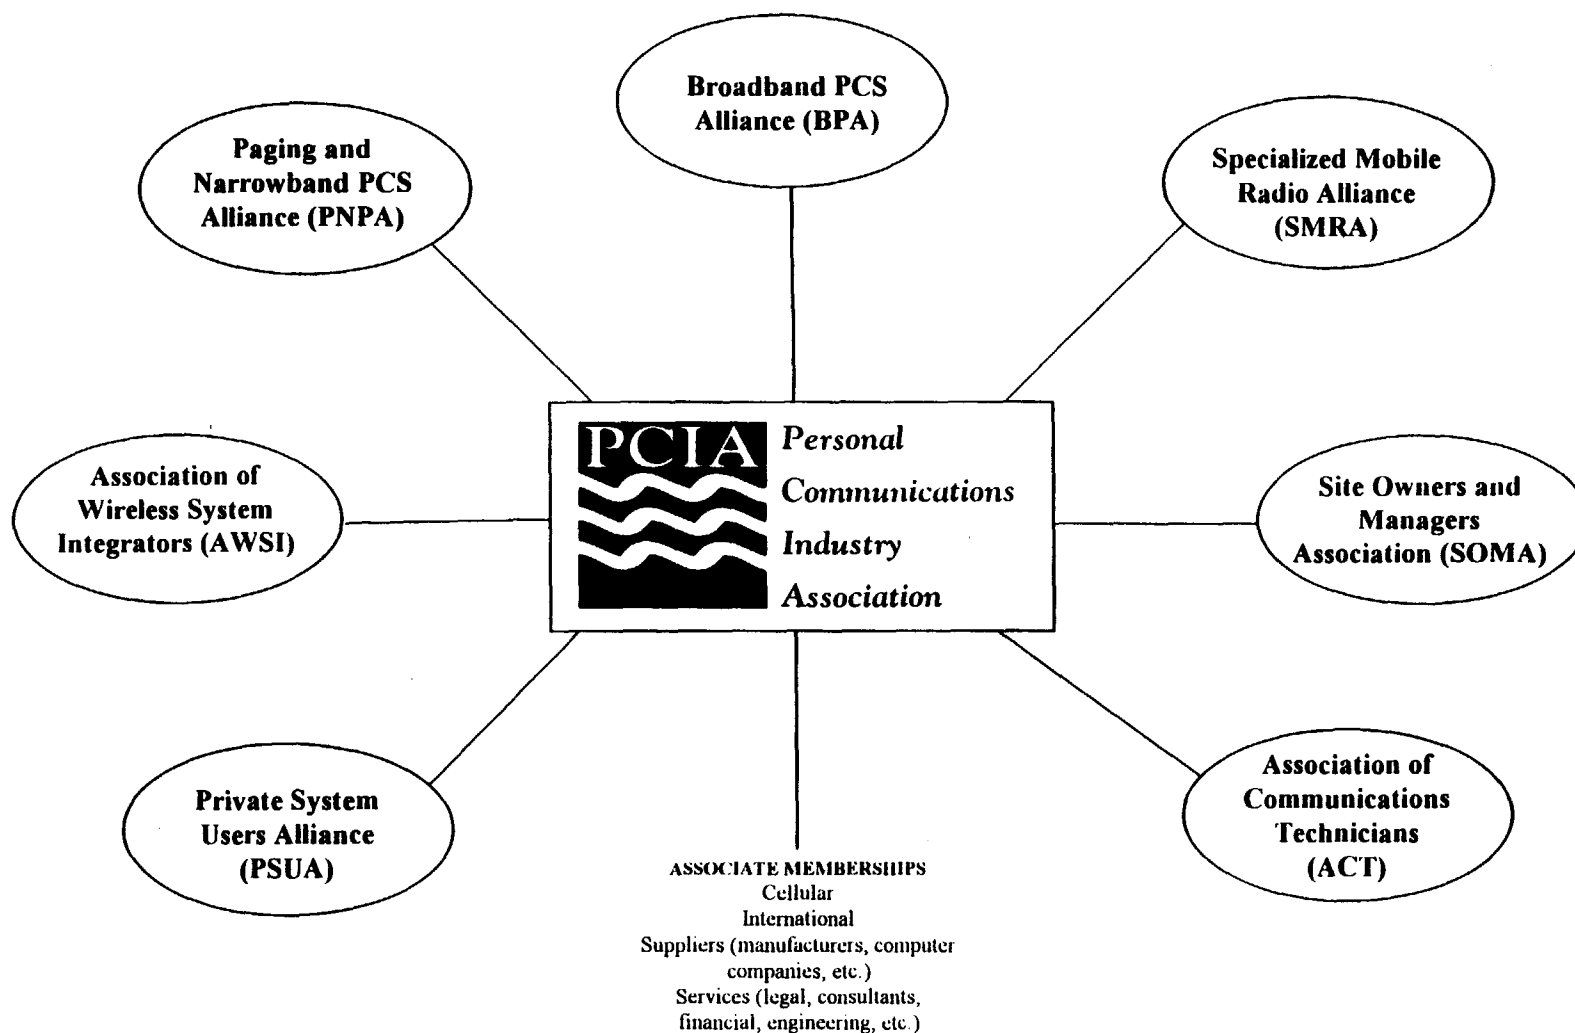 Broadband PCS
Alliance (BPA)
Paging and
Narrowband PCS
Alliance (PNPA)
Specialized Mobile
Radio Alliance
(SMRA)
PCIA
Personal
Communications
Industry
Association
Association of
Wireless System
Integrators (AWSI)
Site Owners and
Managers
Association (SOMA)
Private System
Users Alliance
(PSUA)
Association of
Communications
Technicians
(ACT)
ASSOCIATE MEMBERSHIPS
Cellular
International
Suppliers (manufacturers, computer
companies, etc.)
Services (legal, consultants,
financial, engineering, etc.)